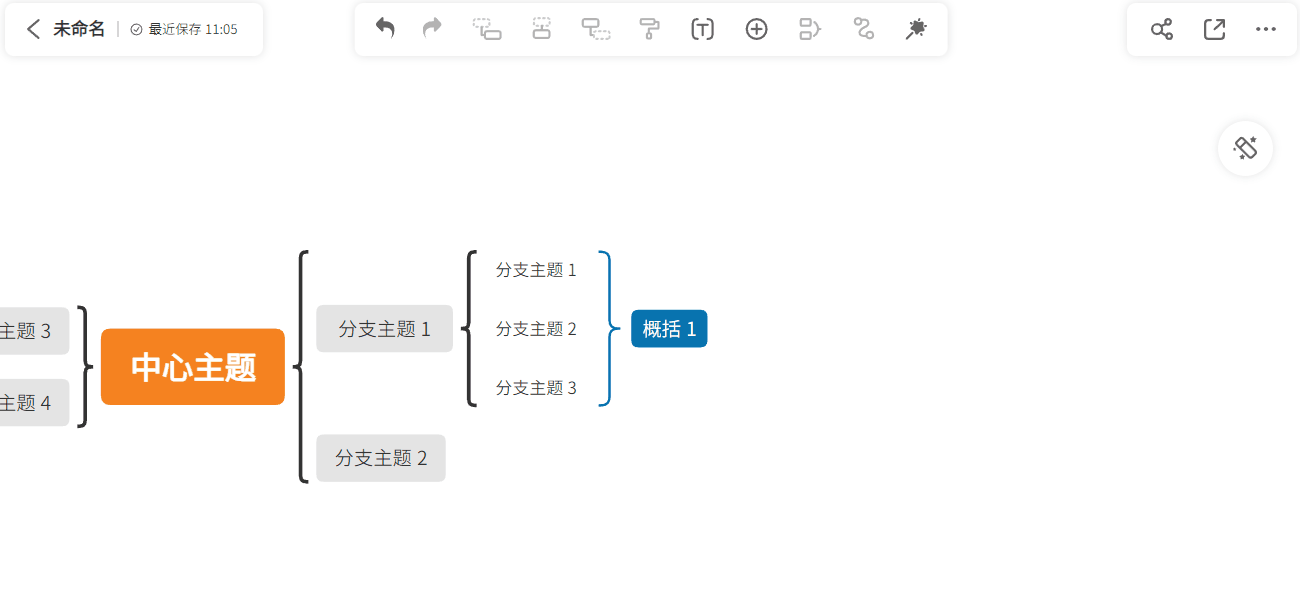 未命名
最近保存 11:05
主题 3
主题 4
中心主题
分支主题 1
分支主题 2
分支主题 1
分支主题 2
分支主题 3
概括 1